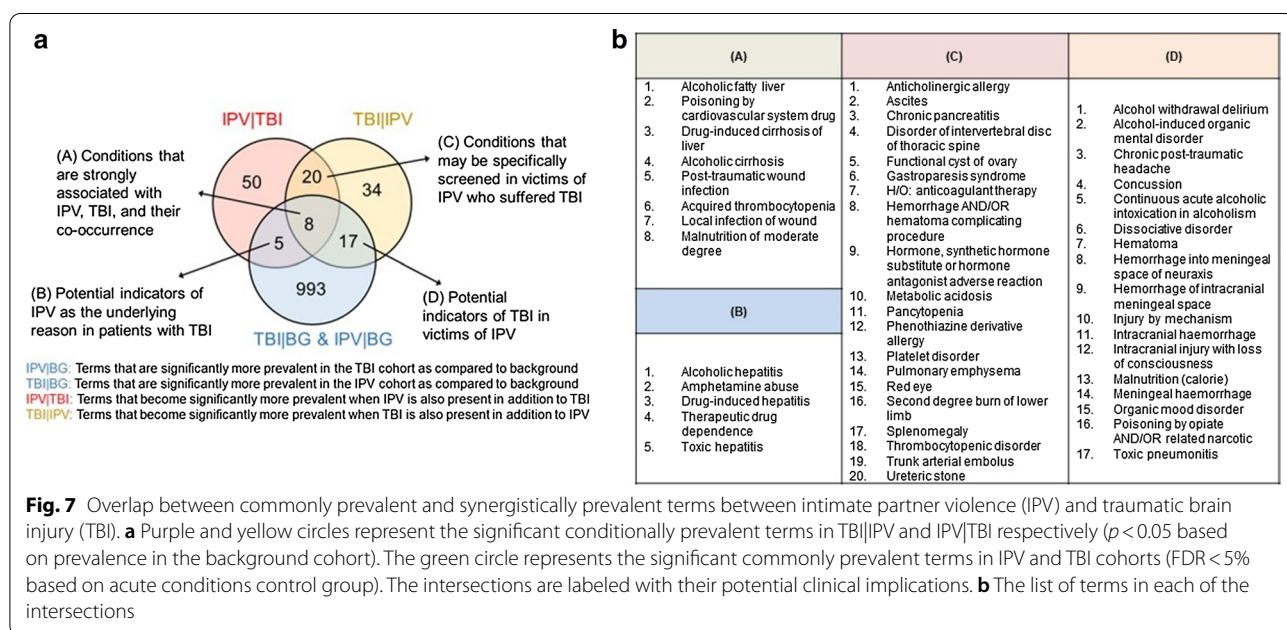 a
IPV|TBI
TBI|IPV
50
20
34
8
5
17
993
TBI|BG & IPV|BG
(A) Conditions that
are strongly
associated with
IPV, TBI, and their
co-occurrence
(B) Potential indicators of
IPV as the underlying
reason in patients with TBI
(C) Conditions that
may be specifically
screened in victims of
IPV who suffered TBI
(D) Potential
indicators of TBI in
victims of IPV
IPV|BG: Terms that are significantly more prevalent in the TBI cohort as compared to background
TBI|BG: Terms that are significantly more prevalent in the IPV cohort as compared to background
IPV|TBI: Terms that become significantly more prevalent when IPV is also present in addition to TBI
TBI|IPV: Terms that become significantly more prevalent when TBI is also present in addition to IPV
b
(A)
1. Alcoholic fatty liver
2. Poisoning by
cardiovascular system drug
3. Drug-induced cirrhosis of
liver
4. Alcoholic cirrhosis
5. Post-traumatic wound
infection
6. Acquired thrombocytopenia
7. Local infection of wound
8. Malnutrition of moderate
degree
(B)
1. Alcoholic hepatitis
2. Amphetamine abuse
3. Drug-induced hepatitis
4. Therapeutic drug
dependence
5. Toxic hepatitis
(C)
1. Anticholinergic allergy
2. Ascites
3. Chronic pancreatitis
4. Disorder of intervertebral disc
of thoracic spine
5. Functional cyst of ovary
6. Gastroparesis syndrome
7. H/O: anticoagulant therapy
8. Hemorrhage AND/OR
hematoma complicating
procedure
9. Hormone, synthetic hormone
substitute or hormone
antagonist adverse reaction
10. Metabolic acidosis
11. Pancytopenia
12. Phenothiazine derivative
allergy
13. Platelet disorder
14. Pulmonary emphysema
15. Red eye
16. Second degree burn of lower
limb
17. Splenomegaly
18. Thrombocytopenic disorder
19. Trunk arterial embolus
20. Ureteric stone
(D)
1. Alcohol withdrawal delirium
2. Alcohol-induced organic
mental disorder
3. Chronic post-traumatic
headache
4. Concussion
5. Continuous acute alcoholic
intoxication in alcoholism
6. Dissociative disorder
7. Hematoma
8. Hemorrhage into meningeal
space of neuraxis
9. Hemorrhage of intracranial
meningeal space
10. Injury by mechanism
11. Intracranial haemorrhage
12. Intracranial injury with loss
of consciousness
13. Malnutrition (calorie)
14. Meningeal haemorrhage
15. Organic mood disorder
16. Poisoning by opiate
AND/OR related narcotic
17. Toxic pneumonitis
Fig. 7 Overlap between commonly prevalent and synergistically prevalent terms between intimate partner violence (IPV) and traumatic brain
injury (TBI). a Purple and yellow circles represent the significant conditionally prevalent terms in TBI|IPV and IPV|TBI respectively (p < 0.05 based
on prevalence in the background cohort). The green circle represents the significant commonly prevalent terms in IPV and TBI cohorts (FDR < 5%
based on acute conditions control group). The intersections are labeled with their potential clinical implications. b The list of terms in each of the
intersections